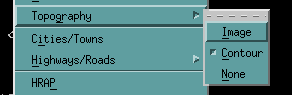 Topography
Cities/Towns
Highways/Roads
HRAP
Image
Contour
None